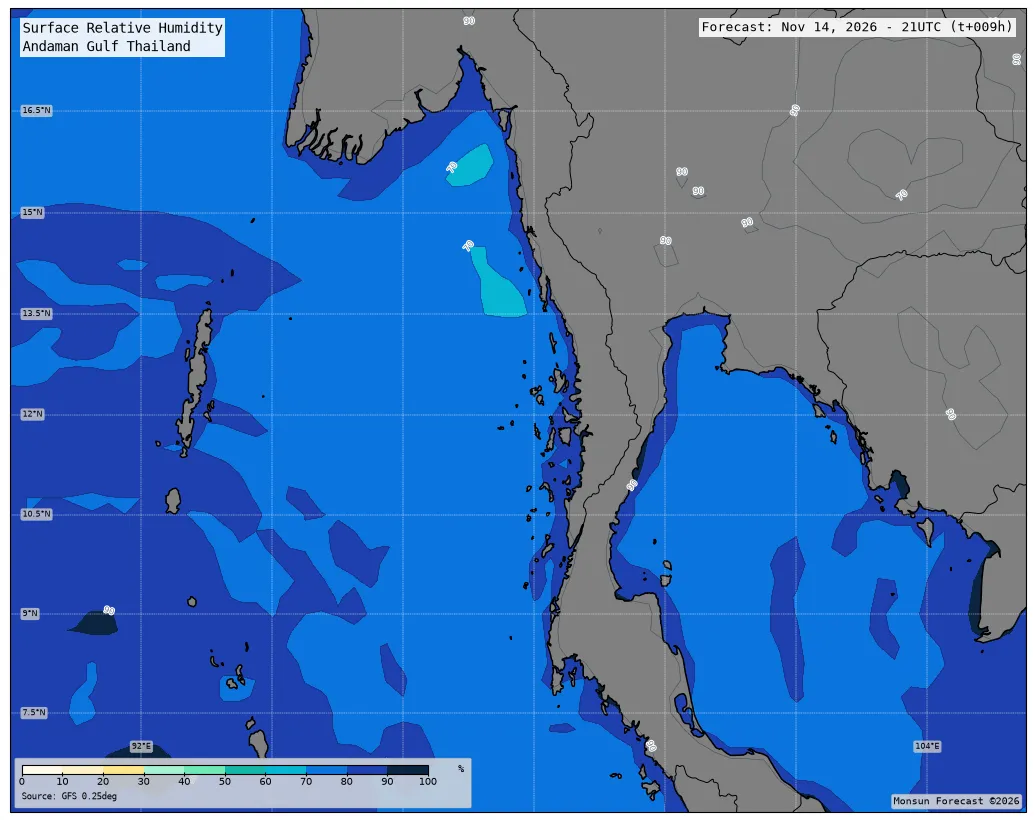 Surface Relative Humidity
Andaman Gulf Thailand
Forecast: Nov 14, 2026 - 21UTC (t+009h)
90
90
90
16.5°N
70
90
90
70
15°N
90
90
70
13.5°N
12°N
90
90
10.5°N
90
9°N
7.5°N
92°E
90
104°E
0 10 20 30 40 50 60 70 80 90 100 %
Source: GFS 0.25deg
Monsun Forecast ©2026